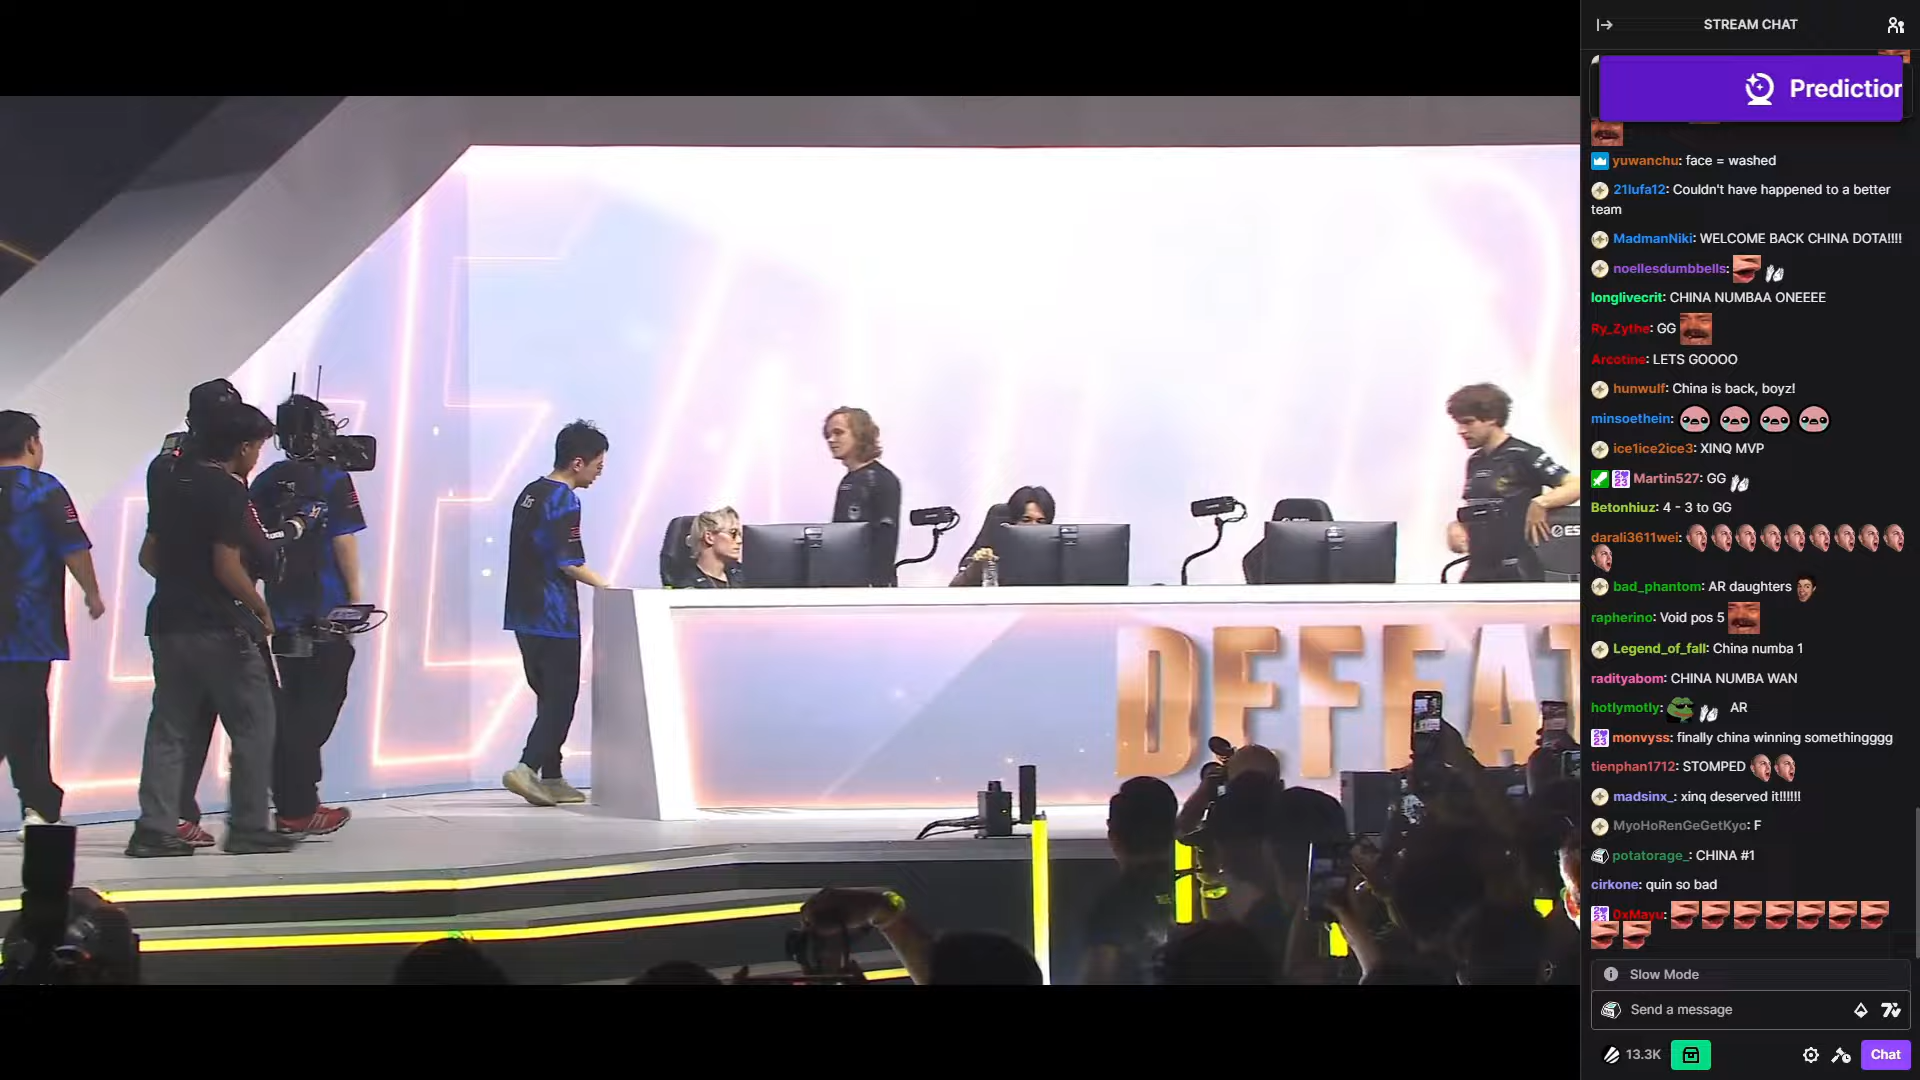 STREAM CHAT
Prediction
yuwanchu: face = washed
21lufa12: Couldn't have happened to a better
team
MadmanNiki: WELCOME BACK CHINA DOTA!!!!
noellesdumbbells:
longlivecrit: CHINA NUMBAA ONEEEE
Ry_Zythe: GG
Arcotine: LETS GOOOO
hunwulf: China is back, boyz!
minsoethein:
ice1ice2ice3: XINQ MVP
Martin527: GG
Betonhiuz: 4 - 3 to GG
darali3611wei:
bad_phantom: AR daughters
rapherino: Void pos 5
Legend_of_fall: China numba 1
radityabom: CHINA NUMBA WAN
hotlymotly: AR
monvyss: finally china winning somethingggg
tienphan1712: STOMPED
madsinx_: xinq deserved it!!!!!!
MyoHoRenGeGetKyo: F
potatorage_: CHINA #1
cirkone: quin so bad
0xMayu:
Slow Mode
Send a message
13.3K
Chat
DEFEAT
ES